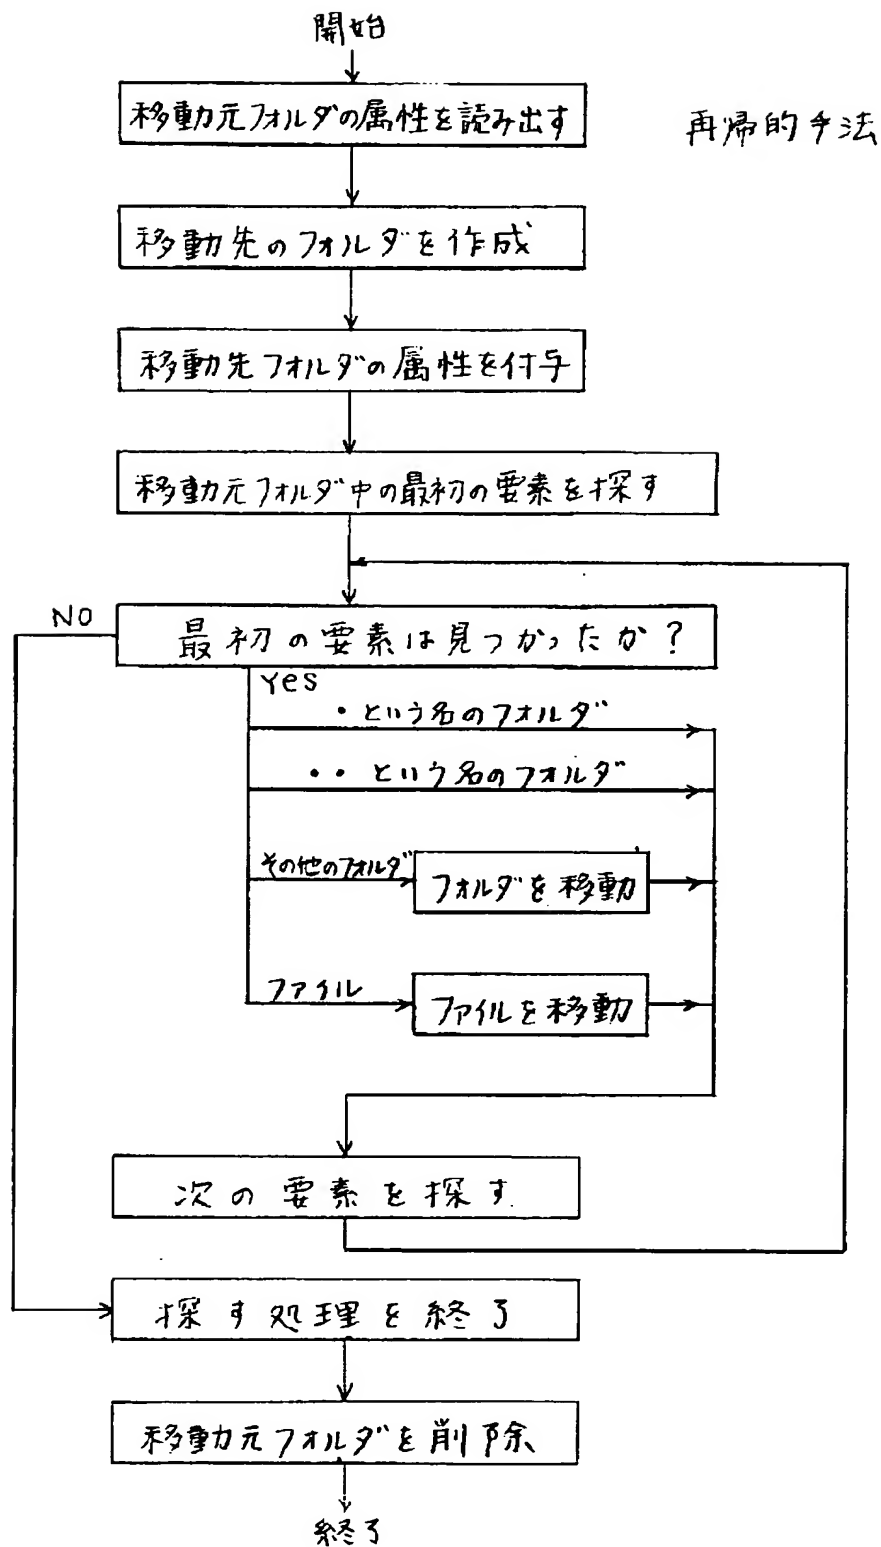 開始
移動元フォルダの属性を読み出す
再帰的手法
移動先のフォルダを作成
移動先フォルダの属性を付与
移動元フォルダ中の最初の要素を探す
NO
最初の要素は見つかったか?
Yes
・という名のフォルダ
・・という名のフォルダ
その他のフォルダ
フォルダを移動
ファイル
ファイルを移動
次の要素を探す
探す処理を終了
移動元フォルダを削除
終了